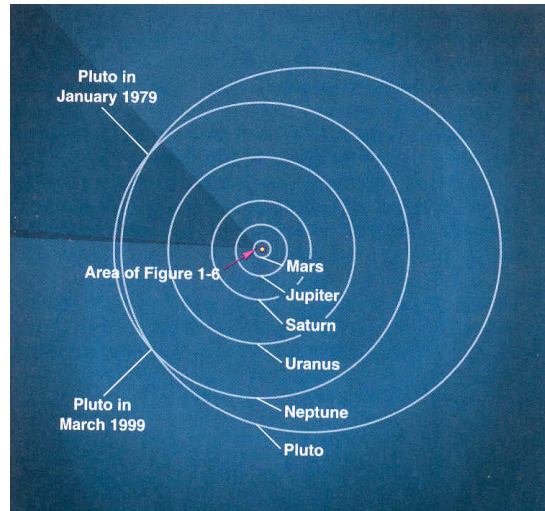 Pluto in
January 1979
Area of Figure 1-6
Mars
Jupiter
Saturn
Uranus
Pluto in
March 1999
Neptune
Pluto